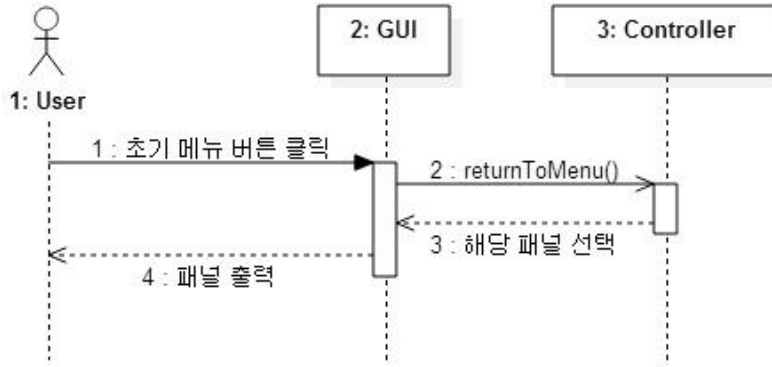 2: GUI
3: Controller
1: User
1 : 초기 메뉴 버튼 클릭
2 : returnToMenu()
3 : 해당 패널 선택
4 : 패널 출력